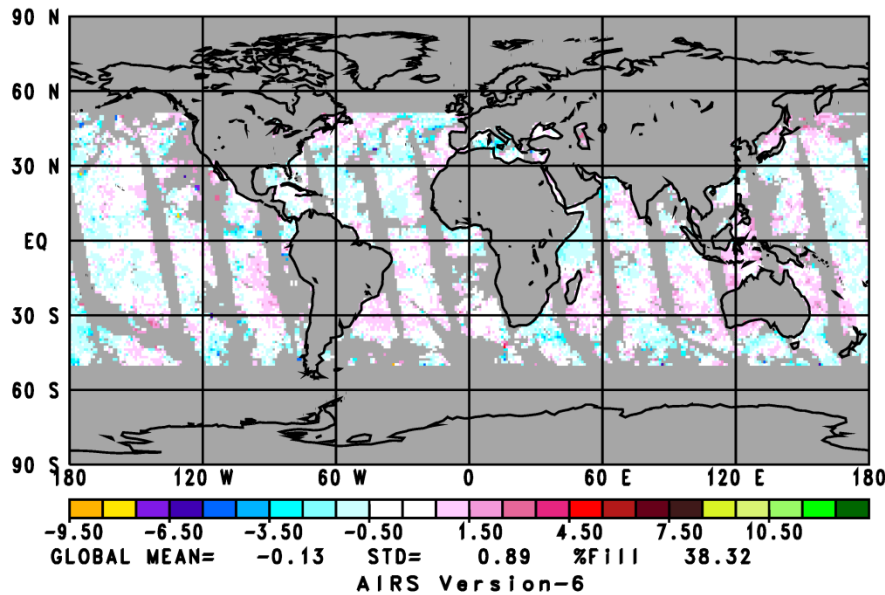 90 N
60 N
30 N
EQ
30 S
60 S
90 S
180 120 W 60 W 0 60 E 120 E 180
-9.50 -6.50 -3.50 -0.50 1.50 4.50 7.50 10.50
GLOBAL MEAN= -0.13 STD= 0.89 %Fill 38.32
AIRS Version-6